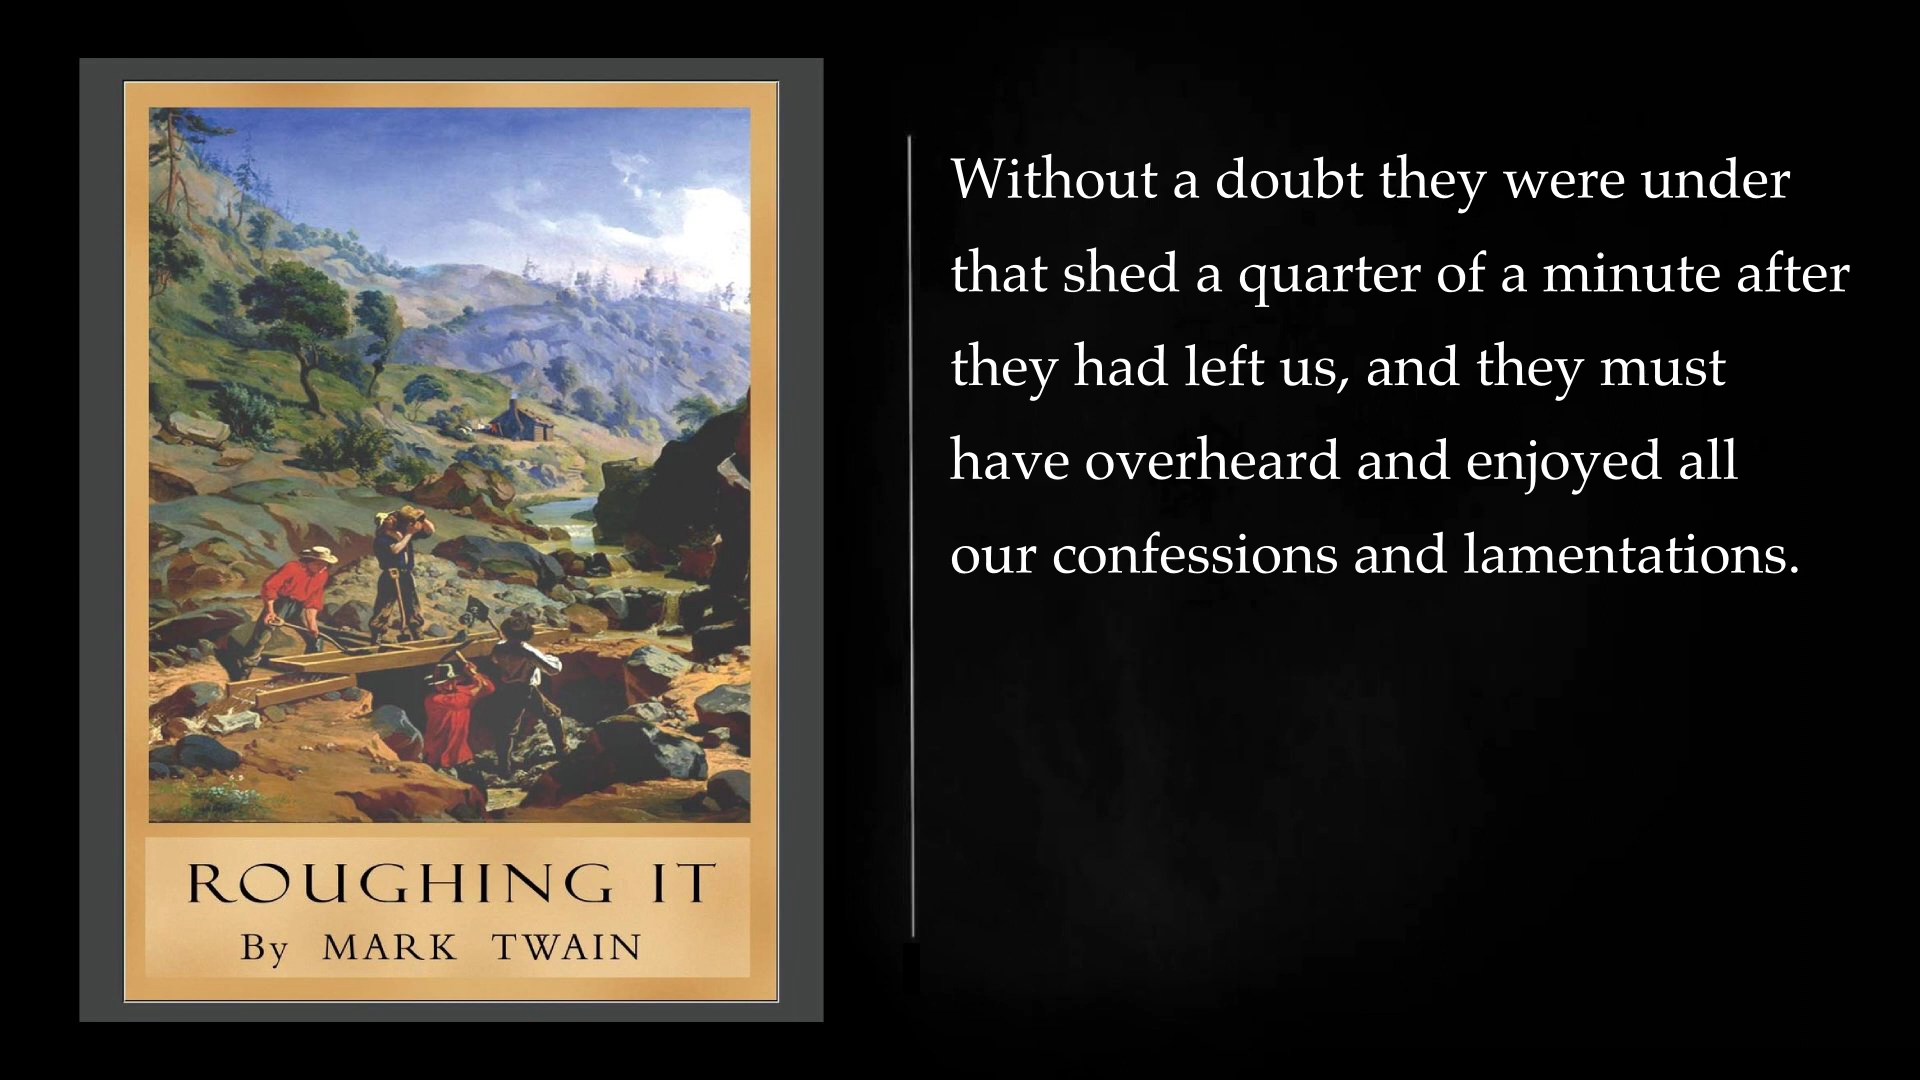 ROUGHING IT
By MARK TWAIN
Without a doubt they were under
that shed a quarter of a minute after
they had left us, and they must
have overheard and enjoyed all
our confessions and lamentations.